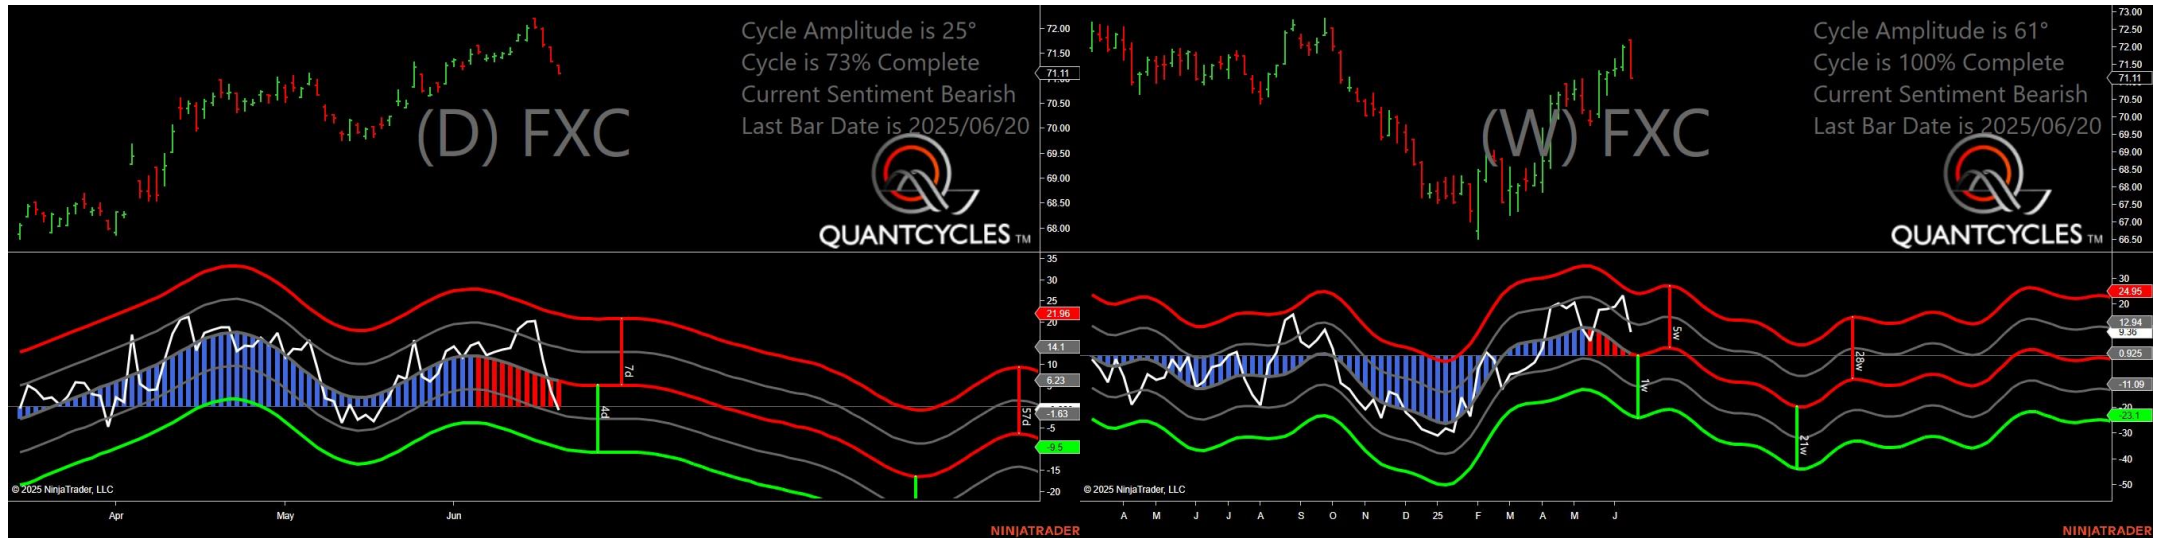 Cycle Amplitude is 25°
Cycle is 73% Complete
Current Sentiment Bearish
Last Bar Date is 2025/06/20
(D) FXC
QUANTCYCLES TM
72.00
71.50
71.11
70.50
70.00
69.50
69.00
68.50
68.00
35
30
25
21.96
20
14.1
10
6.23
-1.63
-5
-9.5
-15
-20
7d
4d
57d
© 2025 NinjaTrader, LLC
Apr May Jun
NINJATRADER
Cycle Amplitude is 61°
Cycle is 100% Complete
Current Sentiment Bearish
Last Bar Date is 2025/06/20
(W) FXC
QUANTCYCLES TM
73.00
72.50
72.00
71.50
71.11
70.50
70.00
69.50
69.00
68.50
68.00
67.50
67.00
66.50
30
24.95
20
12.94
9.36
0.925
-11.09
-20
-23.1
-30
-40
-50
5w
1w
28w
21w
© 2025 NinjaTrader, LLC
A M J J A S O N D 25 F M A M J
NINJATRADER